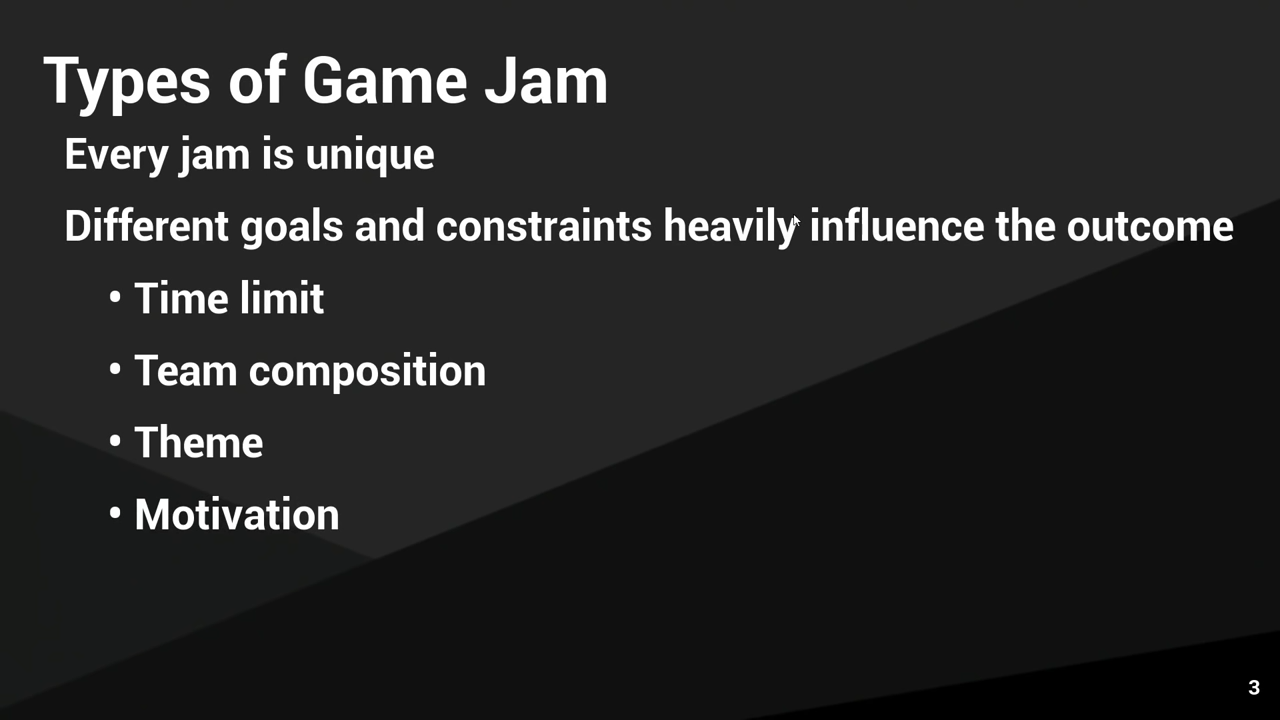 Types of Game Jam
Every jam is unique
Different goals and constraints heavily influence the outcome
• Time limit
• Team composition
• Theme
• Motivation
3